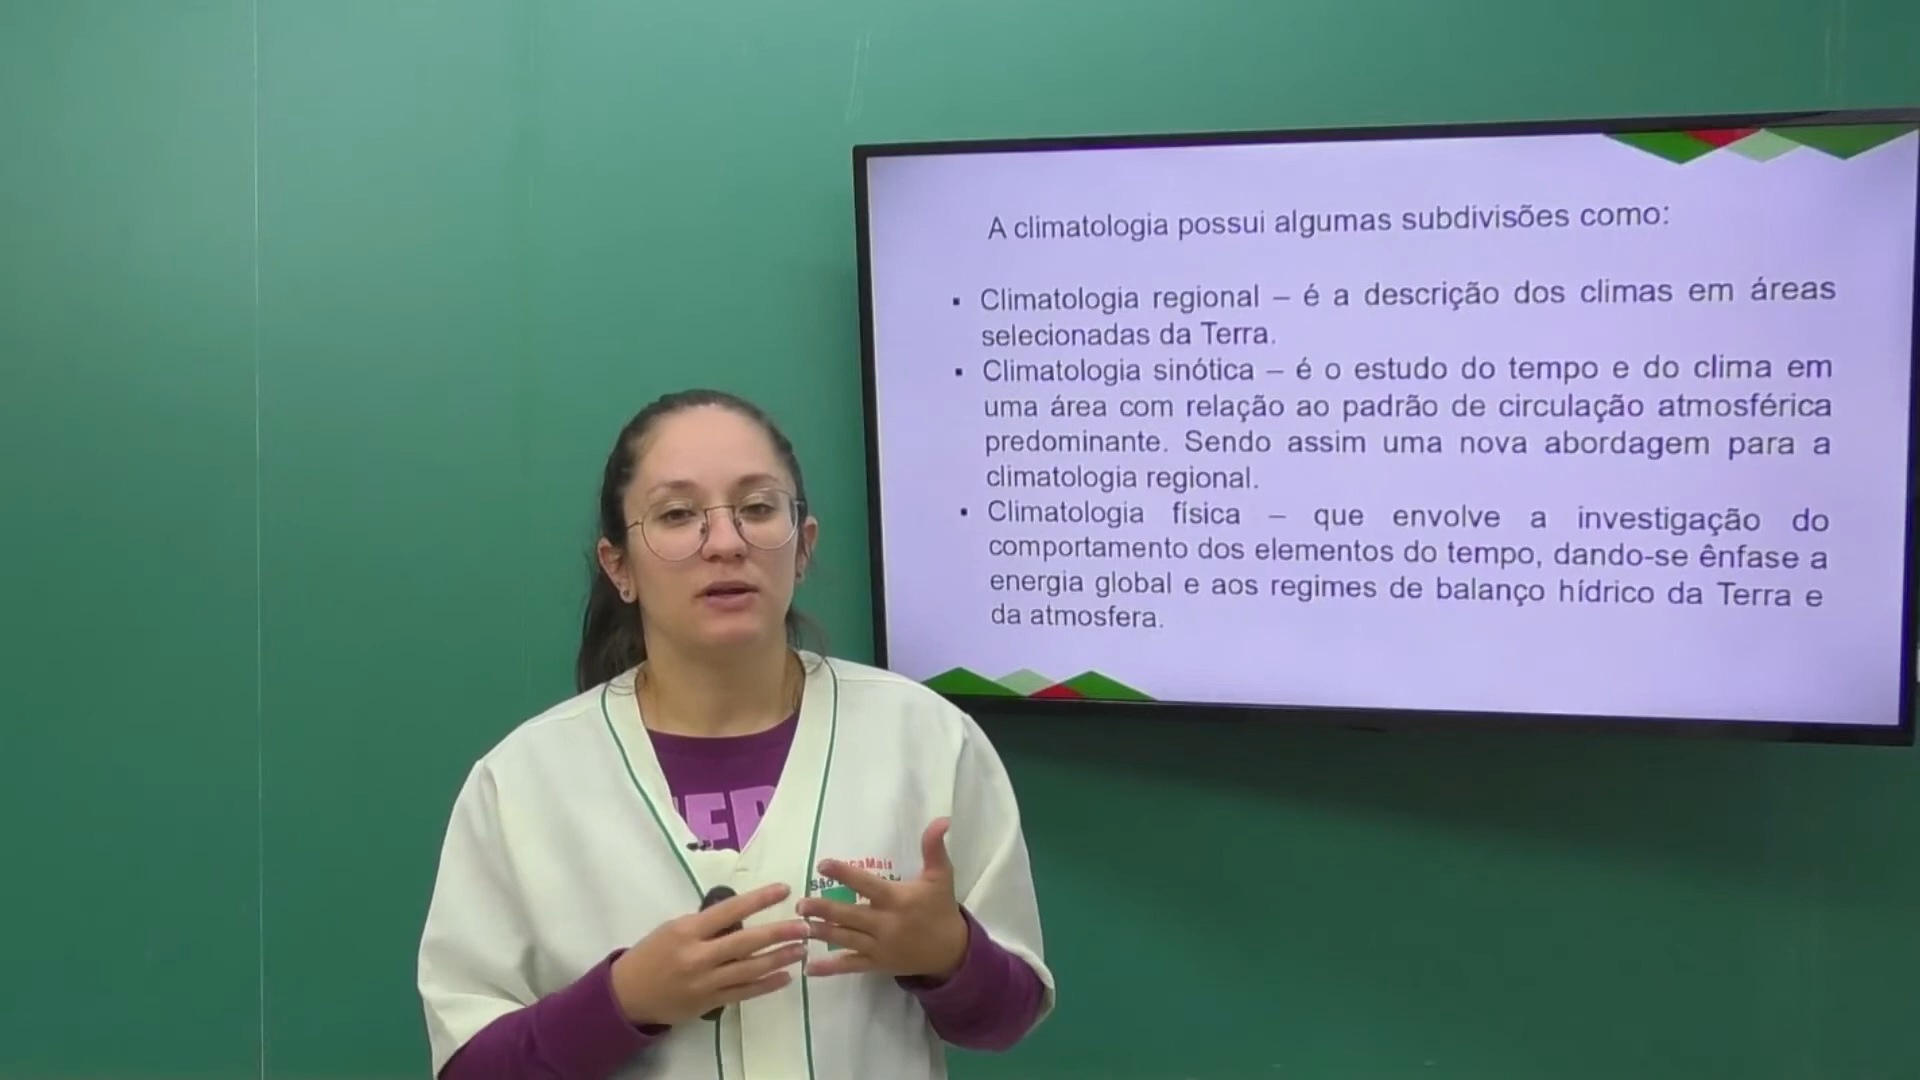 A climatologia possui algumas subdivisões como:
▪ Climatologia regional – é a descrição dos climas em áreas
selecionadas da Terra.
▪ Climatologia sinótica – é o estudo do tempo e do clima em
uma área com relação ao padrão de circulação atmosférica
predominante. Sendo assim uma nova abordagem para a
climatologia regional.
▪ Climatologia física – que envolve a investigação do
comportamento dos elementos do tempo, dando-se ênfase a
energia global e aos regimes de balanço hídrico da Terra e
da atmosfera.
São